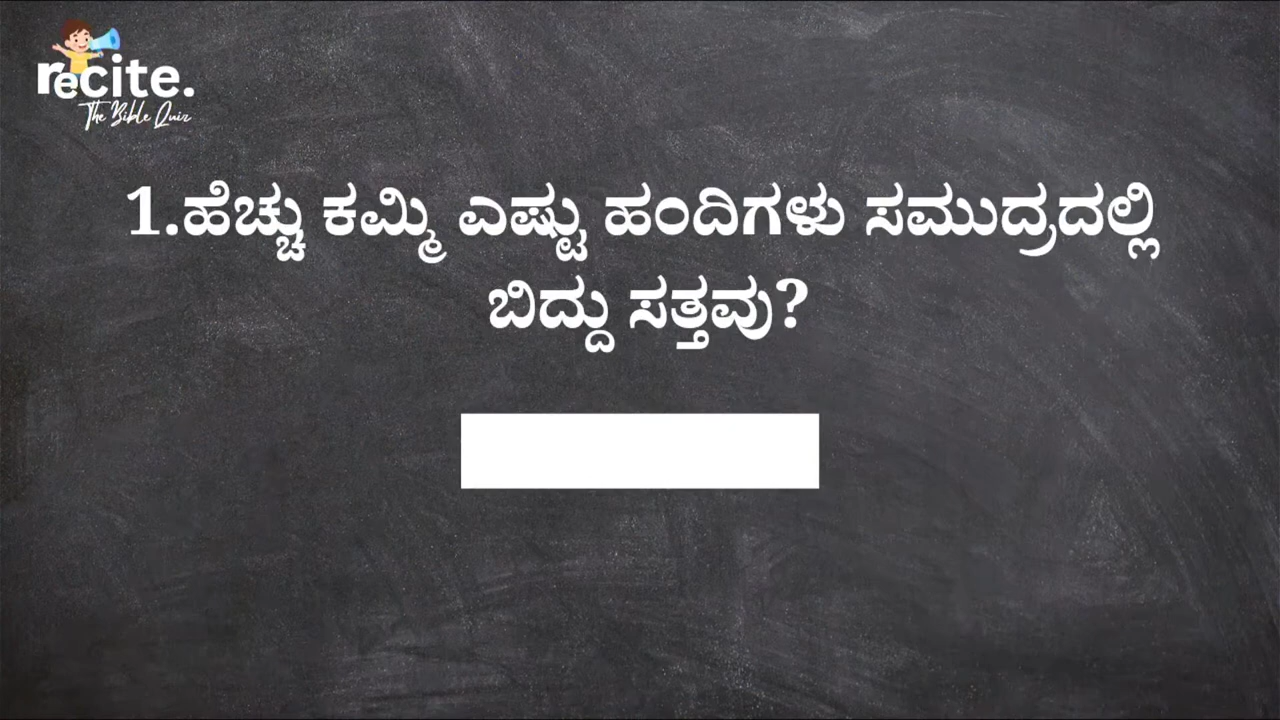 recite.
The Bible Quiz
1.ಹೆಚ್ಚು ಕಮ್ಮಿ ಎಷ್ಟು ಹಂದಿಗಳು ಸಮುದ್ರದಲ್ಲಿ
ಬಿದ್ದು ಸತ್ತವು?